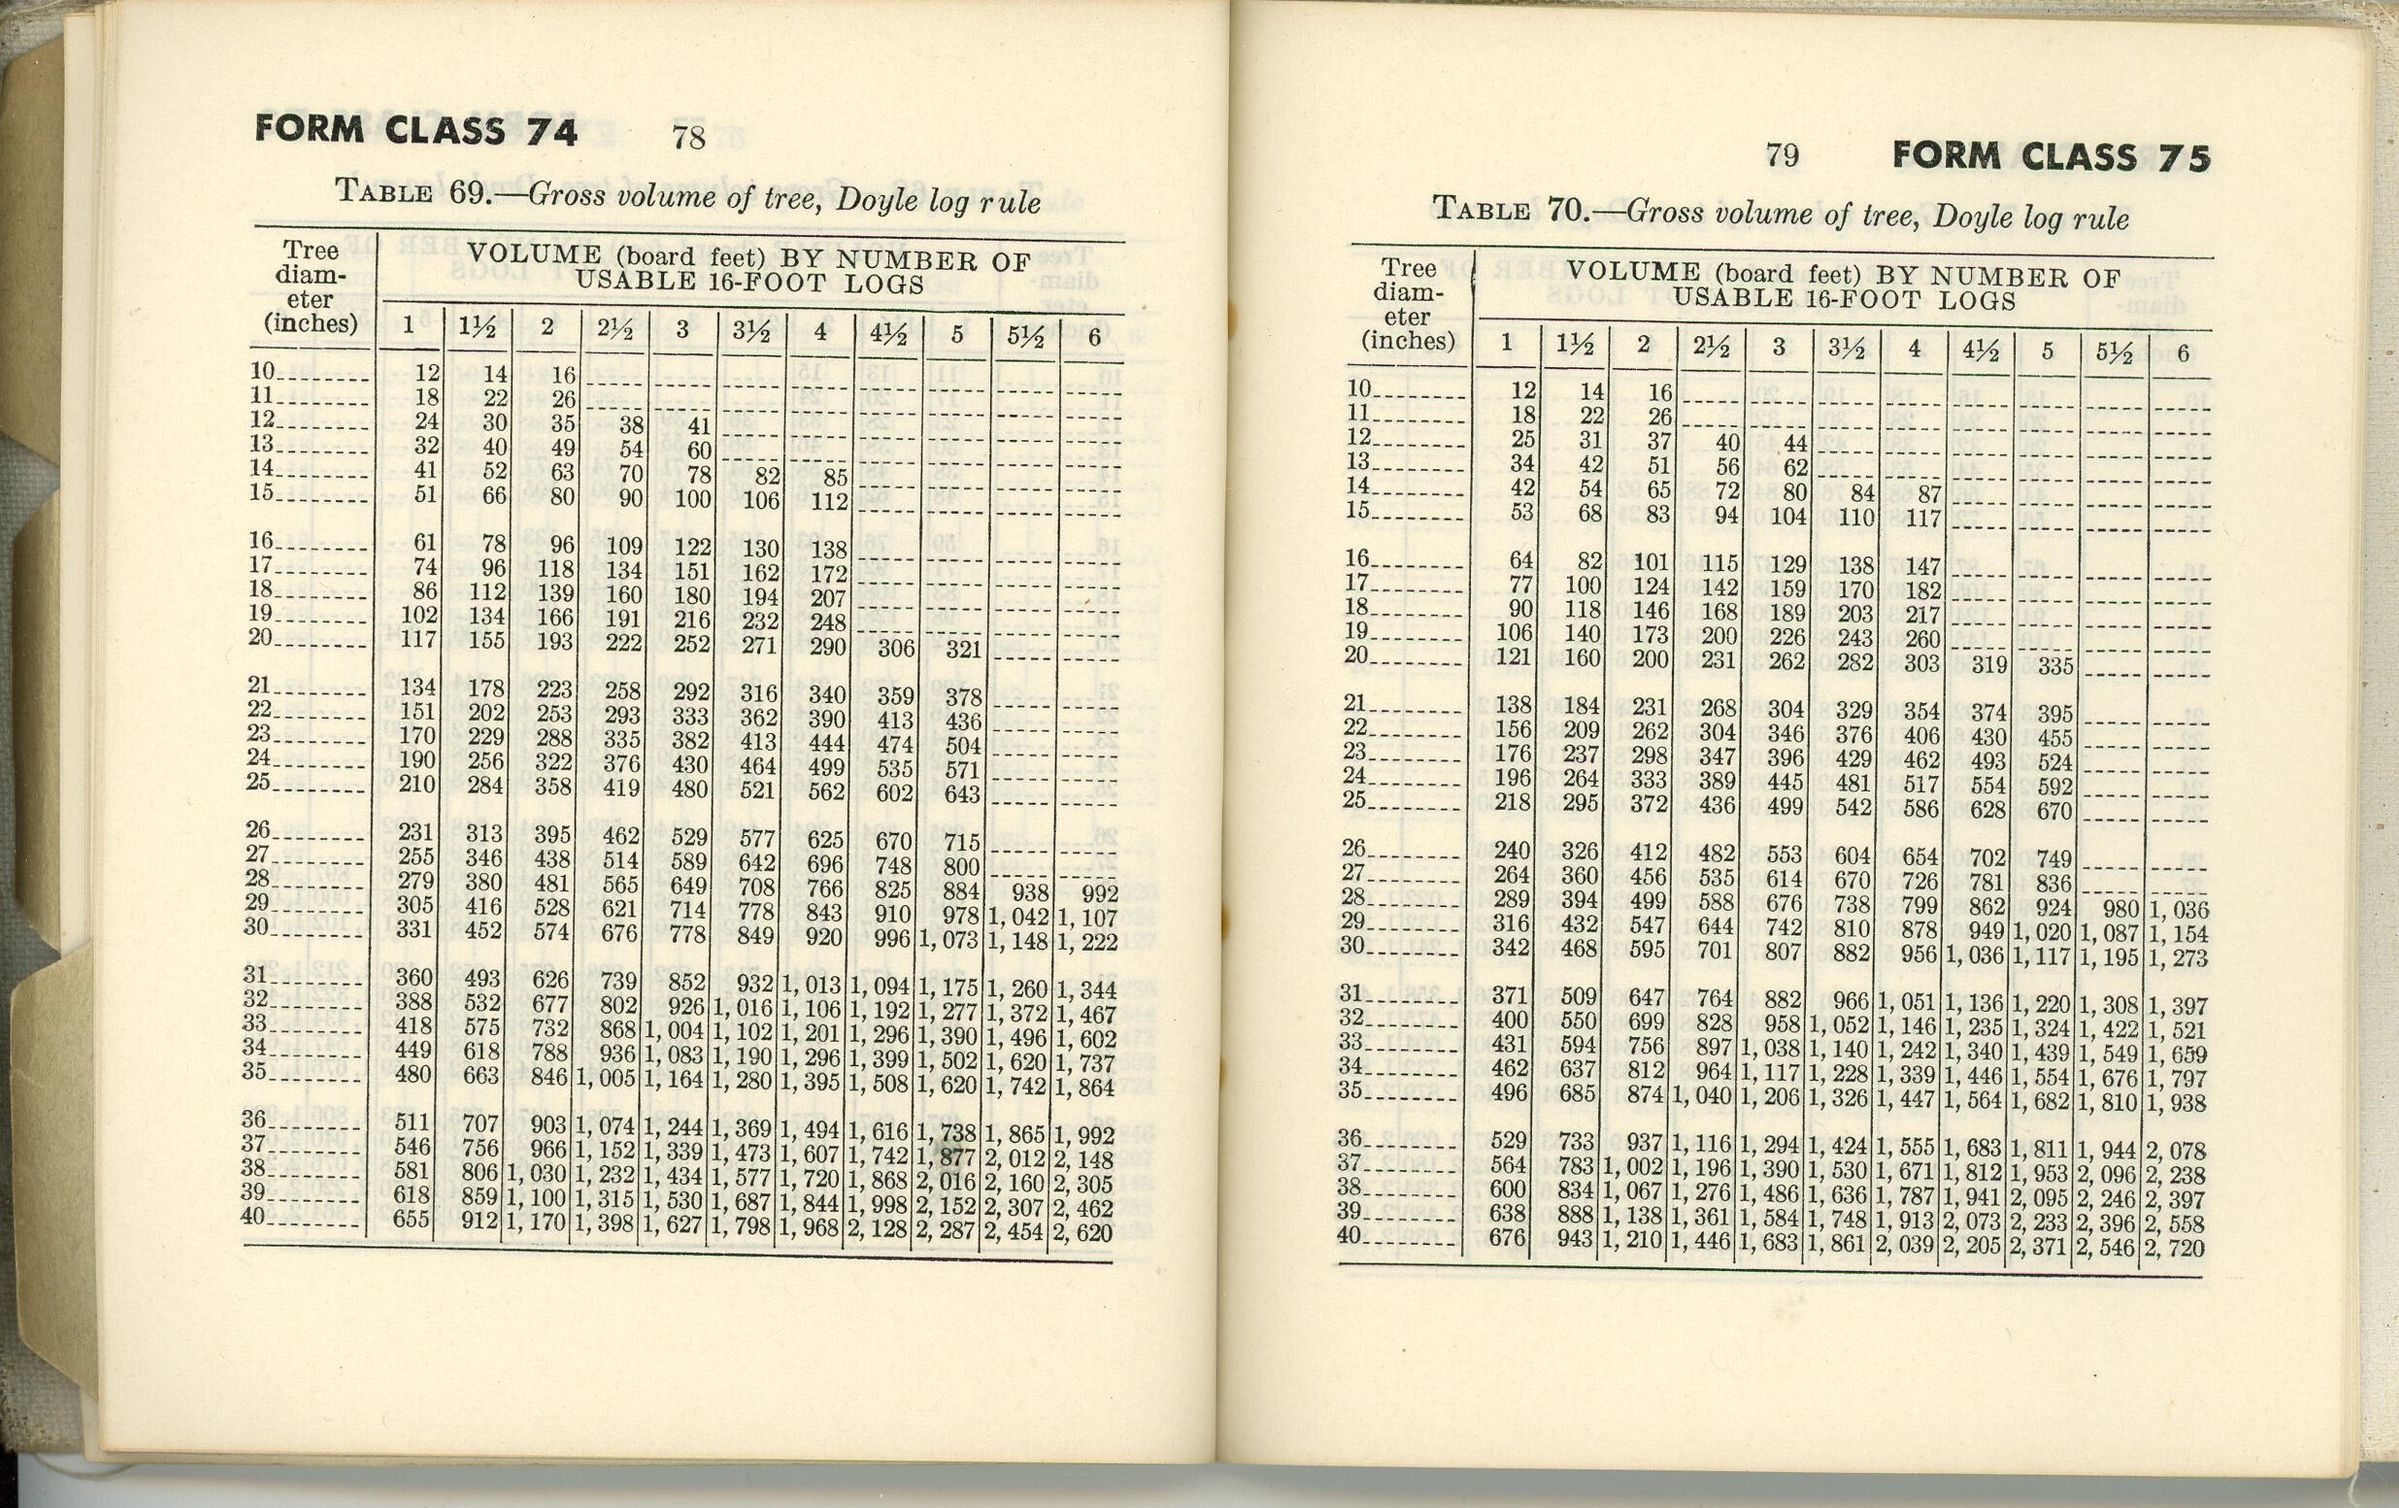 FORM CLASS 74 78
TABLE 69.—Gross volume of tree, Doyle log rule
Tree diam-eter (inches) VOLUME (board feet) BY NUMBER OF
USABLE 16-FOOT LOGS
1 1½ 2 2½ 3 3½ 4 4½ 5 5½ 6
10 12 14 16
11 18 22 26
12 24 30 35 38 41
13 32 40 49 54 60
14 41 52 63 70 78 82 85
15 51 66 80 90 100 106 112
16 61 78 96 109 122 130 138
17 74 96 118 134 151 162 172
18 86 112 139 160 180 194 207
19 102 134 166 191 216 232 248
20 117 155 193 222 252 271 290 306 321
21 134 178 223 258 292 316 340 359 378
22 151 202 253 293 333 362 390 413 436
23 170 229 288 335 382 413 444 474 504
24 190 256 322 376 430 464 499 535 571
25 210 284 358 419 480 521 562 602 643
26 231 313 395 462 529 577 625 670 715
27 255 346 438 514 589 642 696 748 800
28 279 380 481 565 649 708 766 825 884 938 992
29 305 416 528 621 714 778 843 910 978 1,042 1,107
30 331 452 574 676 778 849 920 996 1,073 1,148 1,222
31 360 493 626 739 852 932 1,013 1,094 1,175 1,260 1,344
32 388 532 677 802 926 1,016 1,106 1,192 1,277 1,372 1,467
33 418 575 732 868 1,004 1,102 1,201 1,296 1,390 1,496 1,602
34 449 618 788 936 1,083 1,190 1,296 1,399 1,502 1,620 1,737
35 480 663 846 1,005 1,164 1,280 1,395 1,508 1,620 1,742 1,864
36 511 707 903 1,074 1,244 1,369 1,494 1,616 1,738 1,865 1,992
37 546 756 966 1,152 1,339 1,473 1,607 1,742 1,877 2,012 2,148
38 581 806 1,030 1,232 1,434 1,577 1,720 1,868 2,016 2,160 2,305
39 618 859 1,100 1,315 1,530 1,687 1,844 1,998 2,152 2,307 2,462
40 655 912 1,170 1,398 1,627 1,798 1,968 2,128 2,287 2,454 2,620
79 FORM CLASS 75
TABLE 70.—Gross volume of tree, Doyle log rule
Tree diam-eter (inches) VOLUME (board feet) BY NUMBER OF
USABLE 16-FOOT LOGS
1 1½ 2 2½ 3 3½ 4 4½ 5 5½ 6
10 12 14 16
11 18 22 26
12 25 31 37 40 44
13 34 42 51 56 62
14 42 54 65 72 80 84 87
15 53 68 83 94 104 110 117
16 64 82 101 115 129 138 147
17 77 100 124 142 159 170 182
18 90 118 146 168 189 203 217
19 106 140 173 200 226 243 260
20 121 160 200 231 262 282 303 319 335
21 138 184 231 268 304 329 354 374 395
22 156 209 262 304 346 376 406 430 455
23 176 237 298 347 396 429 462 493 524
24 196 264 333 389 445 481 517 554 592
25 218 295 372 436 499 542 586 628 670
26 240 326 412 482 553 604 654 702 749
27 264 360 456 535 614 670 726 781 836
28 289 394 499 588 676 738 799 862 924 980 1,036
29 316 432 547 644 742 810 878 949 1,020 1,087 1,154
30 342 468 595 701 807 882 956 1,036 1,117 1,195 1,273
31 371 509 647 764 882 966 1,051 1,136 1,220 1,308 1,397
32 400 550 699 828 958 1,052 1,146 1,235 1,324 1,422 1,521
33 431 594 756 897 1,038 1,140 1,242 1,340 1,439 1,549 1,659
34 462 637 812 964 1,117 1,228 1,339 1,446 1,554 1,676 1,797
35 496 685 874 1,040 1,206 1,326 1,447 1,564 1,682 1,810 1,938
36 529 733 937 1,116 1,294 1,424 1,555 1,683 1,811 1,944 2,078
37 564 783 1,002 1,196 1,390 1,530 1,671 1,812 1,953 2,096 2,238
38 600 834 1,067 1,276 1,486 1,636 1,787 1,941 2,095 2,246 2,397
39 638 888 1,138 1,361 1,584 1,748 1,913 2,073 2,233 2,396 2,558
40 676 943 1,210 1,446 1,683 1,861 2,039 2,205 2,371 2,546 2,720